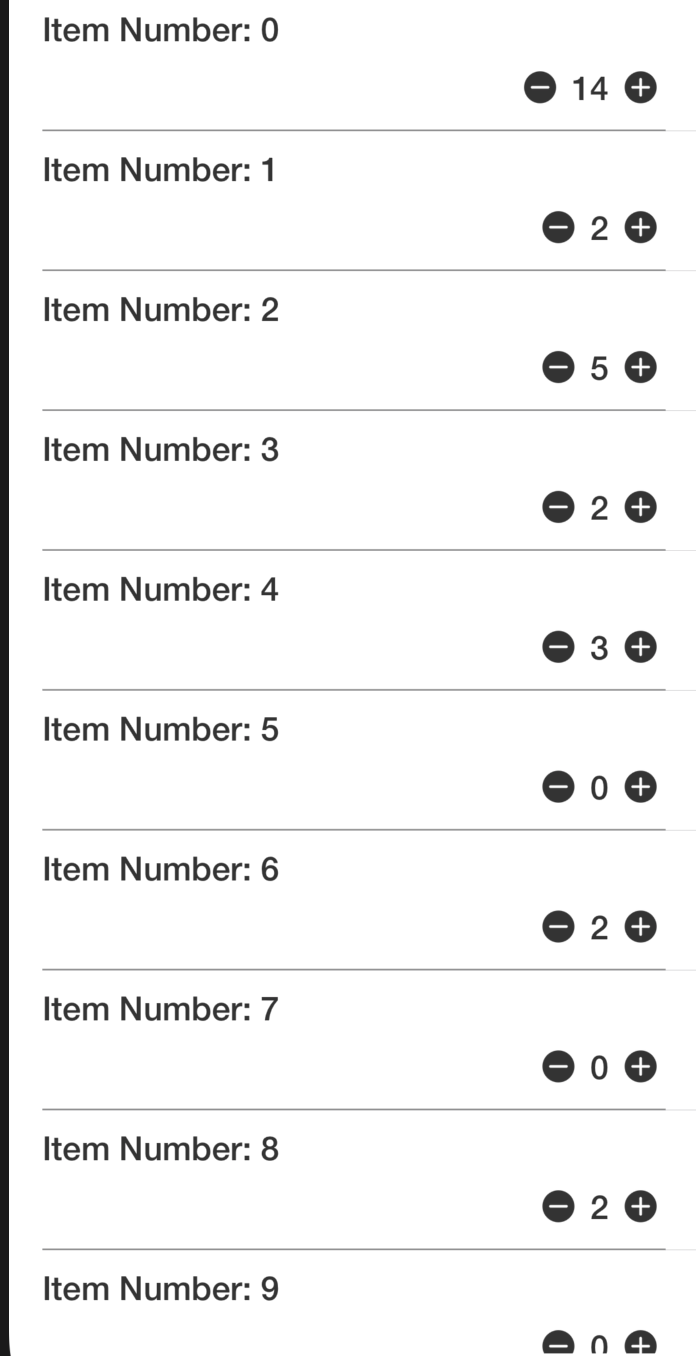 Item Number: 0
14
Item Number: 1
2
Item Number: 2
5
Item Number: 3
2
Item Number: 4
3
Item Number: 5
0
Item Number: 6
2
Item Number: 7
0
Item Number: 8
2
Item Number: 9
0